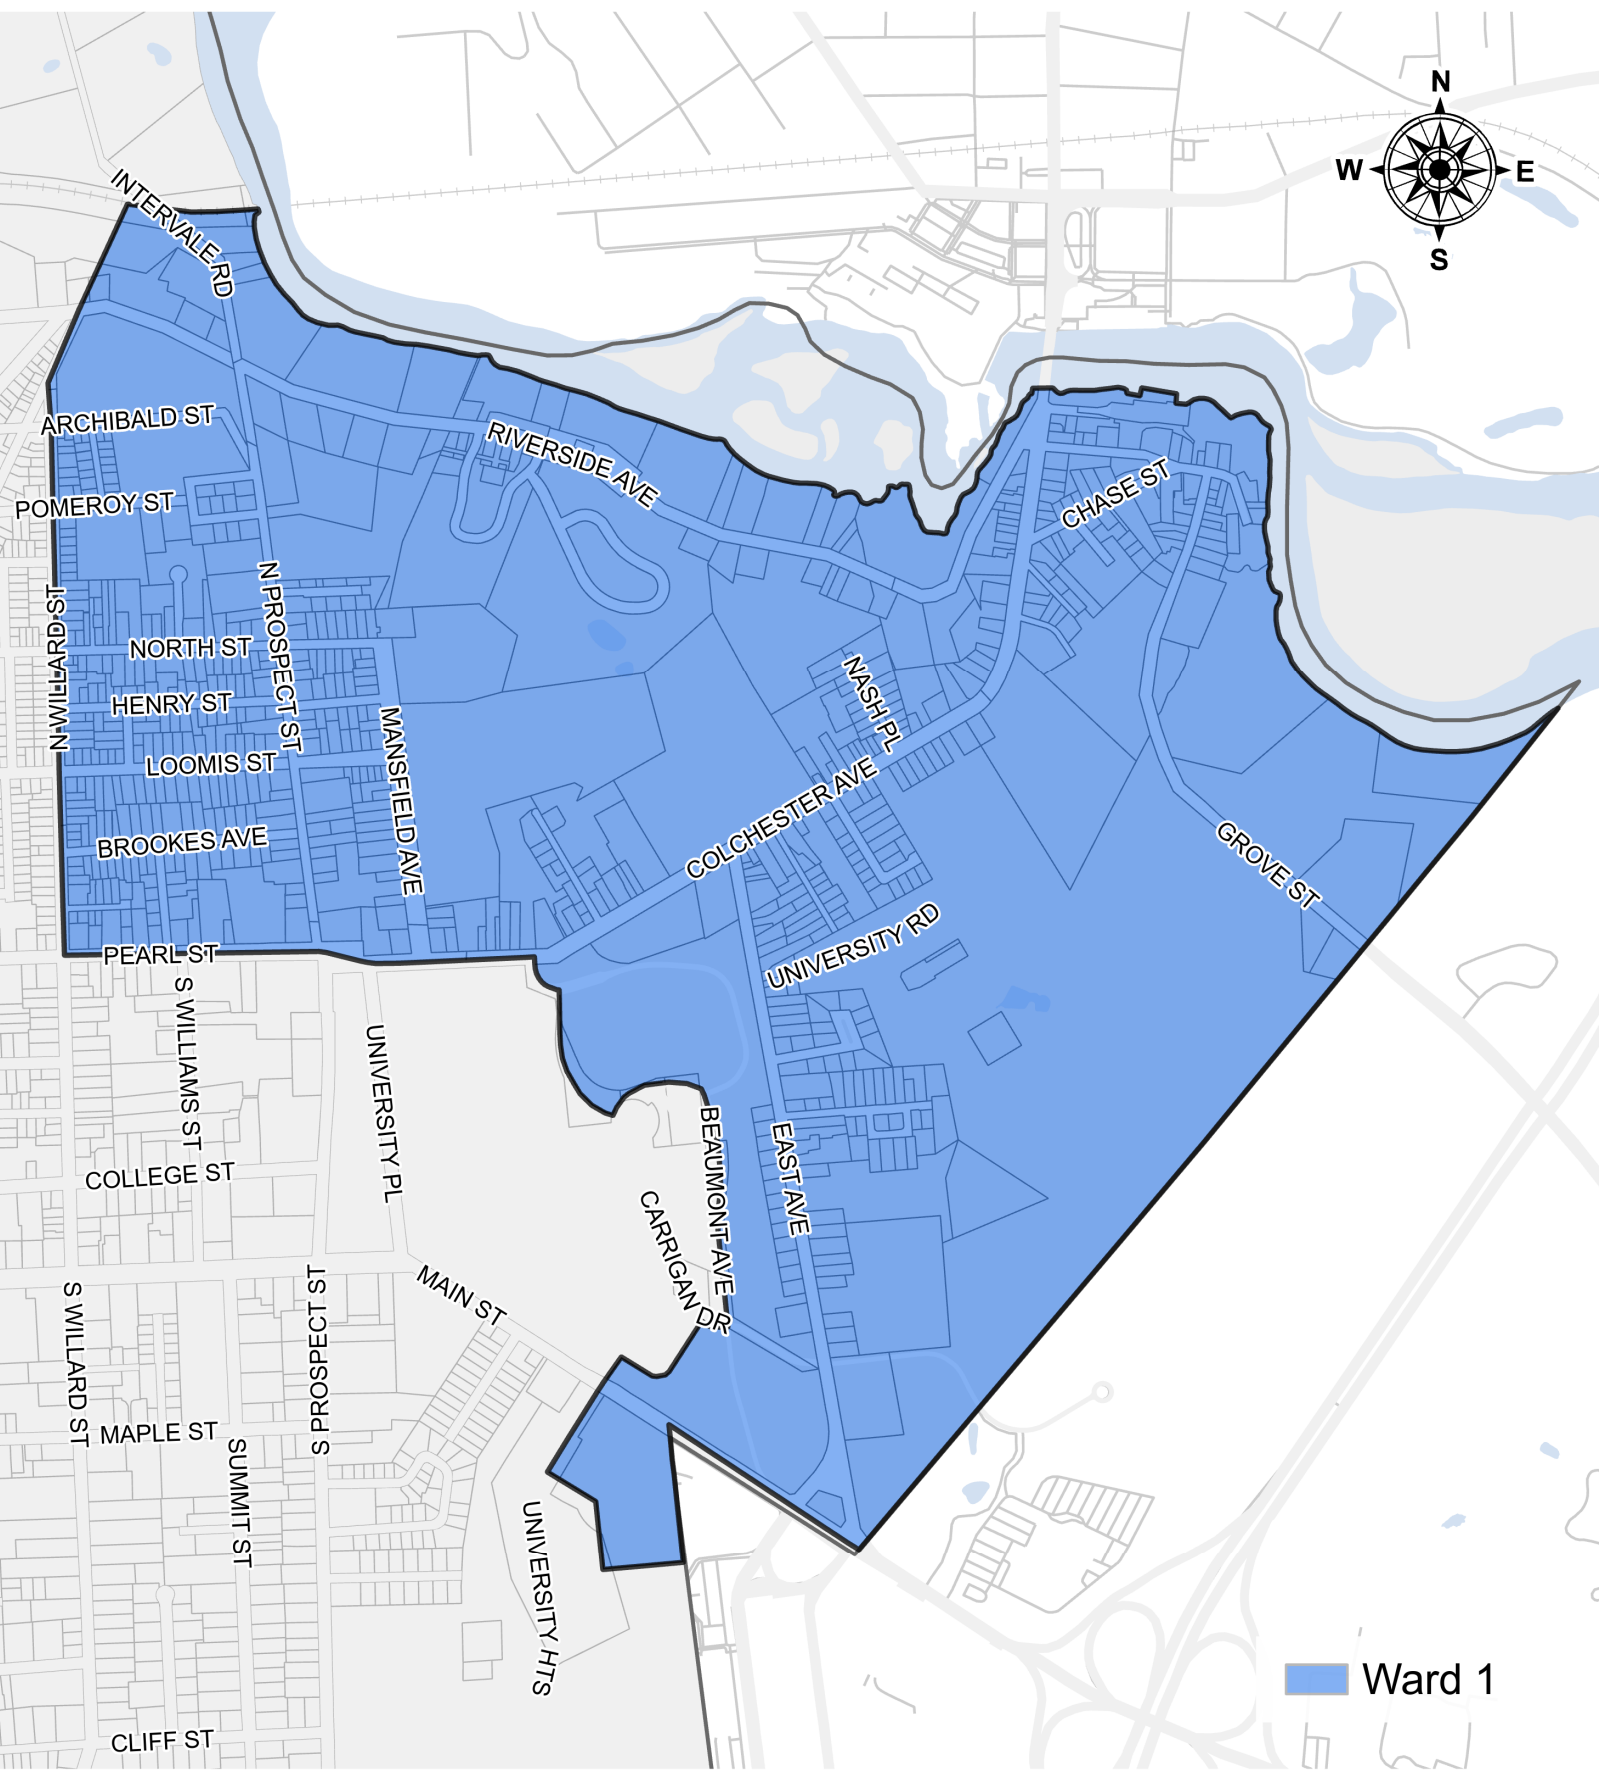 N
W
E
S
INTERVALE RD
ARCHIBALD ST
RIVERSIDE AVE
CHASE ST
POMEROY ST
N WILLARD ST
N PROSPECT ST
NORTH ST
HENRY ST
NASH PL
MANSFIELD AVE
LOOMIS ST
COLCHESTER AVE
BROOKES AVE
GROVE ST
UNIVERSITY RD
PEARL ST
S WILLIAMS ST
UNIVERSITY PL
BEAUMONT AVE
EAST AVE
COLLEGE ST
CARRIGAN DR
MAIN ST
S WILLARD ST
S PROSPECT ST
MAPLE ST
SUMMIT ST
UNIVERSITY HTS
Ward 1
CLIFF ST